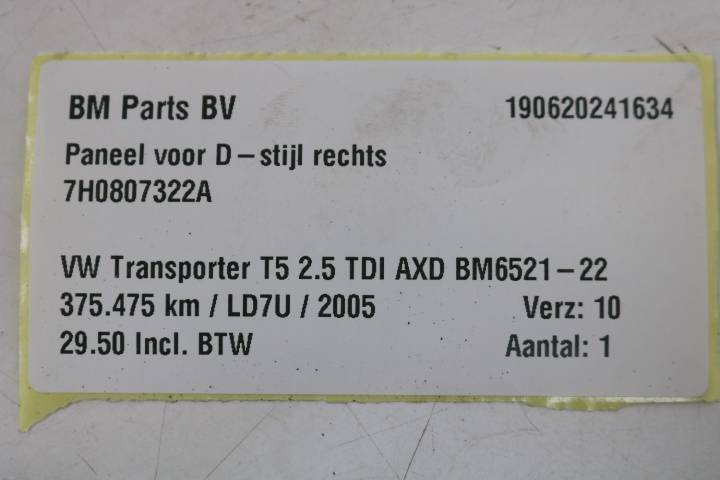 BM Parts BV 190620241634
Paneel voor D-stijl rechts
7H0807322A
VW Transporter T5 2.5 TDI AXD BM6521-22
375.475 km / LD7U / 2005 Verz: 10
29.50 Incl. BTW Aantal: 1